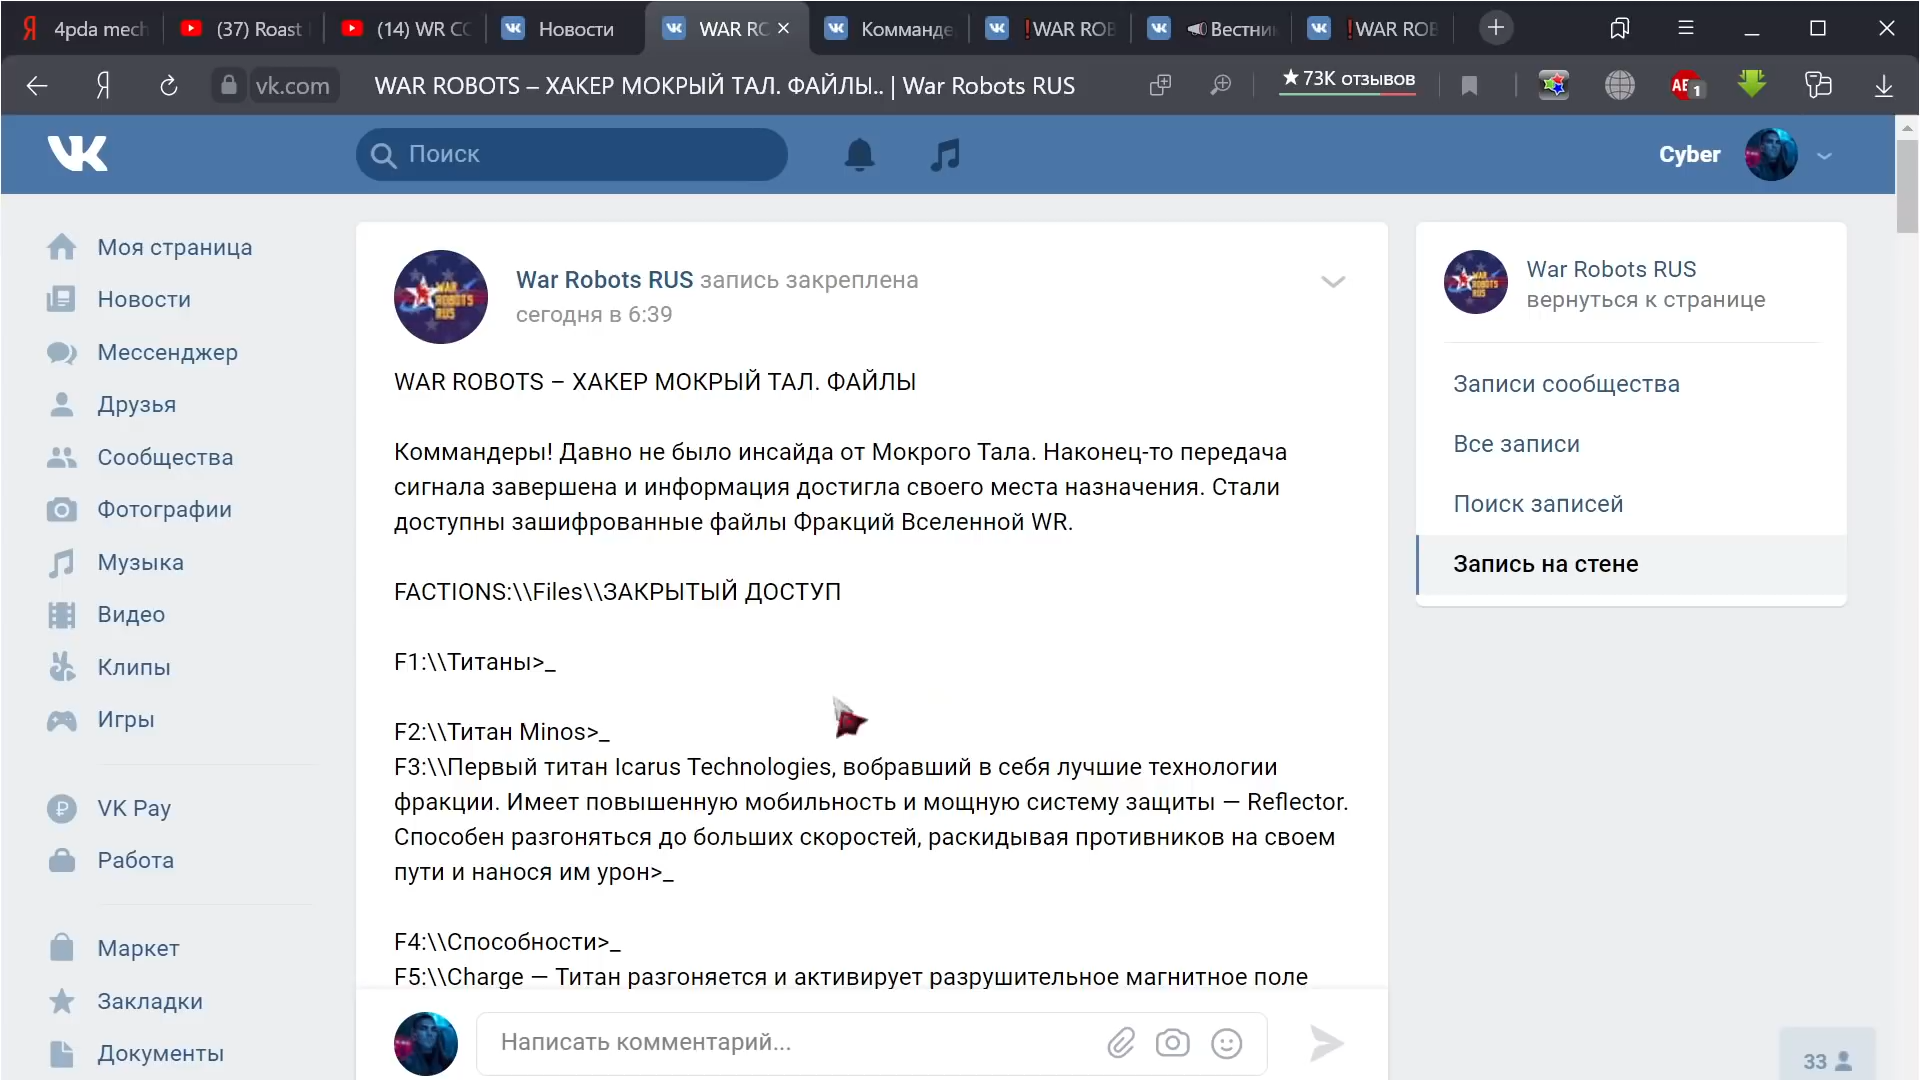 4pda mech
(37) Roast
(14) WR CC
Новости
WAR RO
Коммандe
WAR ROB
Вестни
WAR ROB
vk.com
WAR ROBOTS – ХАКЕР МОКРЫЙ ТАЛ. ФАЙЛЫ.. | War Robots RUS
★ 73K отзывов
1
Поиск
Cyber
Моя страница
Новости
Мессенджер
Друзья
Сообщества
Фотографии
Музыка
Видео
Клипы
Игры
VK Pay
Работа
Маркет
Закладки
Документы
War Robots RUS запись закреплена
сегодня в 6:39
WAR ROBOTS – ХАКЕР МОКРЫЙ ТАЛ. ФАЙЛЫ
Коммандеры! Давно не было инсайда от Мокрого Тала. Наконец-то передача
сигнала завершена и информация достигла своего места назначения. Стали
доступны зашифрованные файлы Фракций Вселенной WR.
FACTIONS:\\Files\\ЗАКРЫТЫЙ ДОСТУП
F1:\\Титаны>_
F2:\\Титан Minos>_
F3:\\Первый титан Icarus Technologies, вобравший в себя лучшие технологии
фракции. Имеет повышенную мобильность и мощную систему защиты — Reflector.
Способен разгоняться до больших скоростей, раскидывая противников на своем
пути и нанося им урон>_
F4:\\Способности>_
F5:\\Charge — Титан разгоняется и активирует разрушительное магнитное поле
Написать комментарий...
War Robots RUS
вернуться к странице
Записи сообщества
Все записи
Поиск записей
Запись на стене
33